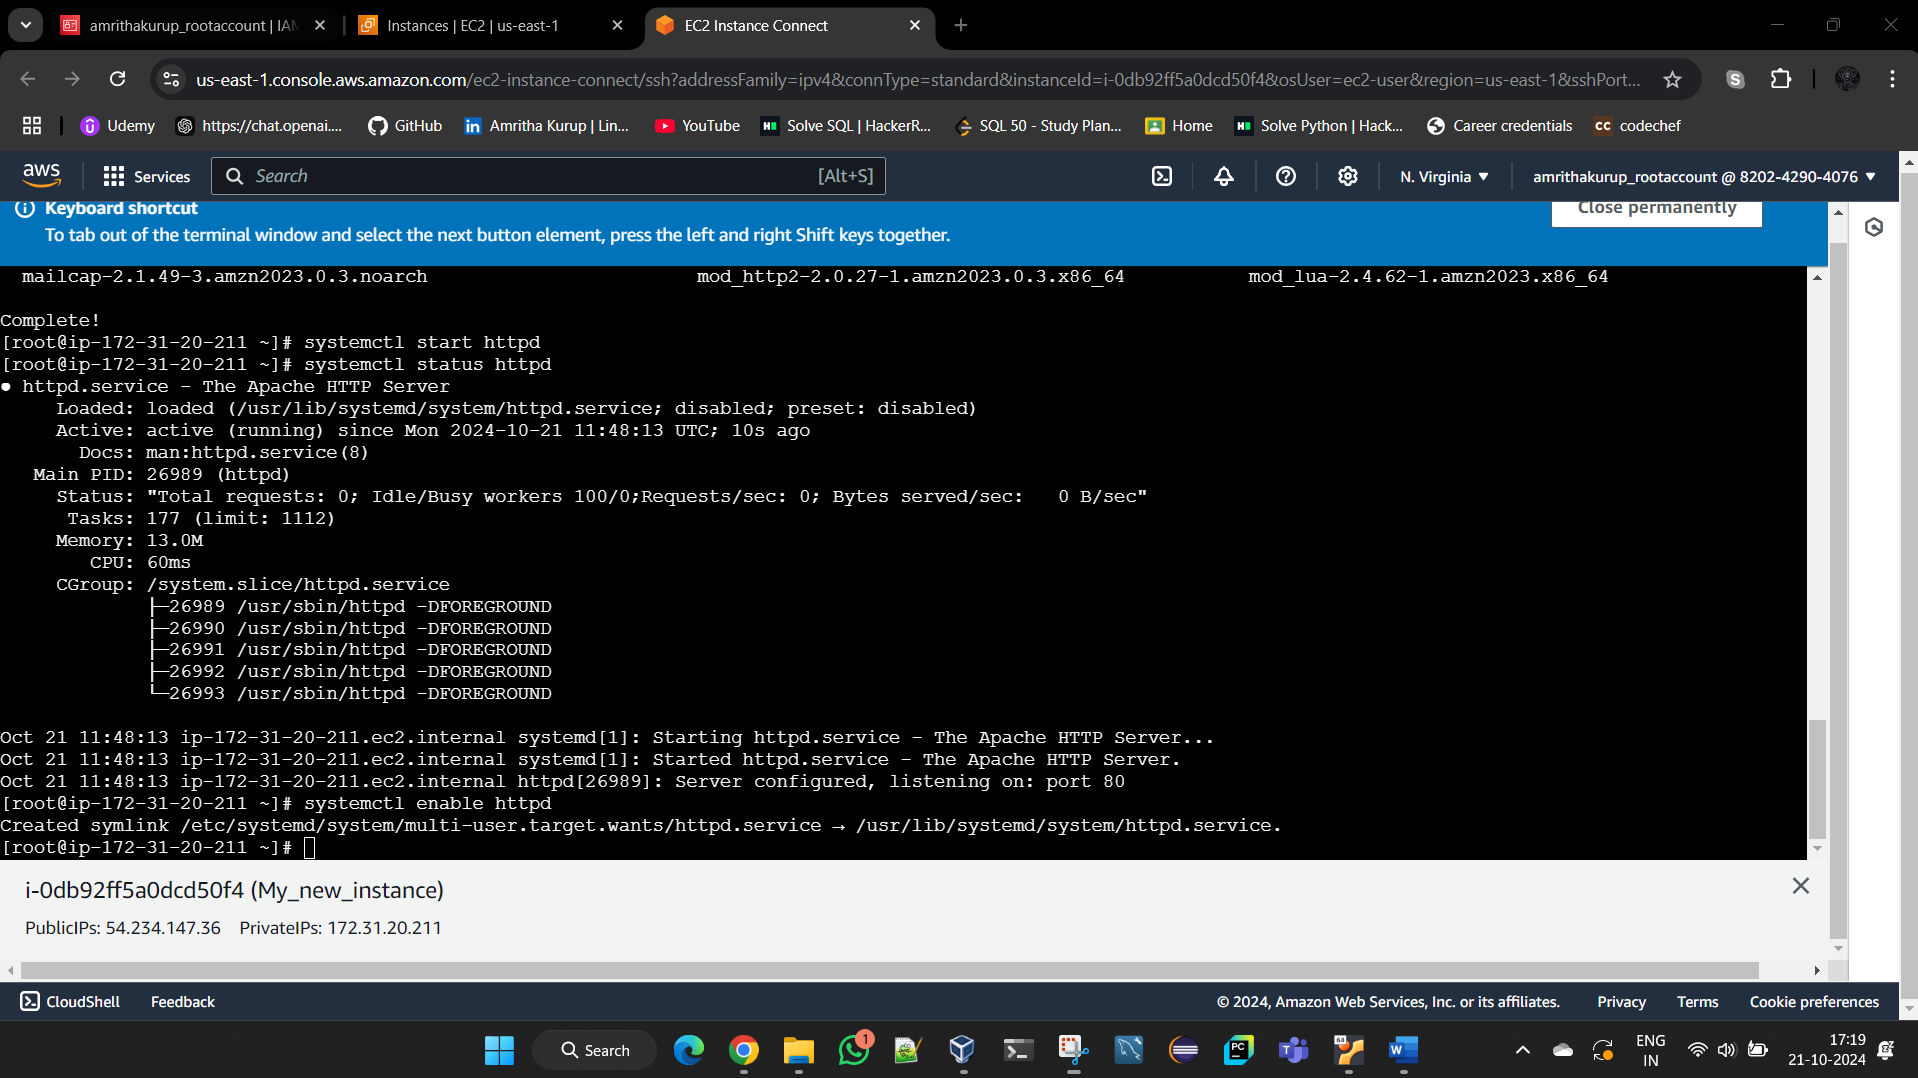 amrithakurup_rootaccount | IAM
Instances | EC2 | us-east-1
EC2 Instance Connect
us-east-1.console.aws.amazon.com/ec2-instance-connect/ssh?addressFamily=ipv4&connType=standard&instanceId=i-0db92ff5a0dcd50f4&osUser=ec2-user&region=us-east-1&sshPort...
Udemy
https://chat.openai....
GitHub
Amritha Kurup | Lin...
YouTube
Solve SQL | HackerR...
SQL 50 - Study Plan...
Home
Solve Python | Hack...
Career credentials
codechef
aws
Services
Search
[Alt+S]
N. Virginia
amrithakurup_rootaccount @ 8202-4290-4076
Keyboard shortcut
Close permanently
To tab out of the terminal window and select the next button element, press the left and right Shift keys together.
mailcap-2.1.49-3.amzn2023.0.3.noarch mod_http2-2.0.27-1.amzn2023.0.3.x86_64 mod_lua-2.4.62-1.amzn2023.x86_64
Complete!
[root@ip-172-31-20-211 ~]# systemctl start httpd
[root@ip-172-31-20-211 ~]# systemctl status httpd
● httpd.service - The Apache HTTP Server
Loaded: loaded (/usr/lib/systemd/system/httpd.service; disabled; preset: disabled)
Active: active (running) since Mon 2024-10-21 11:48:13 UTC; 10s ago
Docs: man:httpd.service(8)
Main PID: 26989 (httpd)
Status: "Total requests: 0; Idle/Busy workers 100/0;Requests/sec: 0; Bytes served/sec:   0 B/sec"
Tasks: 177 (limit: 1112)
Memory: 13.0M
CPU: 60ms
CGroup: /system.slice/httpd.service
├─26989 /usr/sbin/httpd -DFOREGROUND
├─26990 /usr/sbin/httpd -DFOREGROUND
├─26991 /usr/sbin/httpd -DFOREGROUND
├─26992 /usr/sbin/httpd -DFOREGROUND
└─26993 /usr/sbin/httpd -DFOREGROUND
Oct 21 11:48:13 ip-172-31-20-211.ec2.internal systemd[1]: Starting httpd.service - The Apache HTTP Server...
Oct 21 11:48:13 ip-172-31-20-211.ec2.internal systemd[1]: Started httpd.service - The Apache HTTP Server.
Oct 21 11:48:13 ip-172-31-20-211.ec2.internal httpd[26989]: Server configured, listening on: port 80
[root@ip-172-31-20-211 ~]# systemctl enable httpd
Created symlink /etc/systemd/system/multi-user.target.wants/httpd.service → /usr/lib/systemd/system/httpd.service.
[root@ip-172-31-20-211 ~]#
i-0db92ff5a0dcd50f4 (My_new_instance)
PublicIPs: 54.234.147.36 PrivateIPs: 172.31.20.211
CloudShell
Feedback
© 2024, Amazon Web Services, Inc. or its affiliates.
Privacy
Terms
Cookie preferences
Search
1
ENG
IN
17:19
21-10-2024